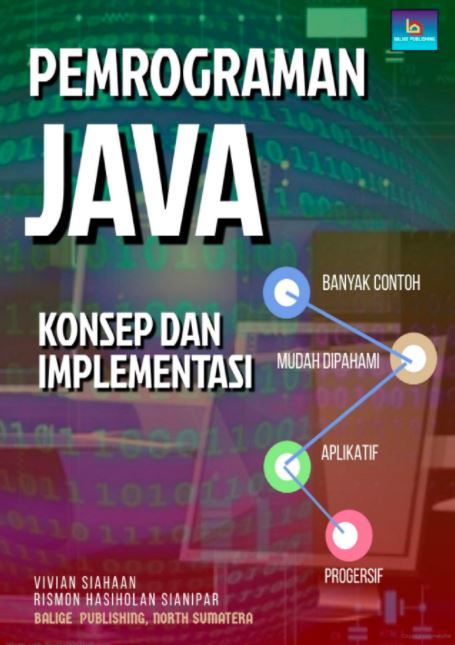 BALIGE PUBLISHING
PEMROGRAMAN
JAVA
BANYAK CONTOH
KONSEP DAN
IMPLEMENTASI
MUDAH DIPAHAMI
APLIKATIF
PROGERSIF
VIVIAN SIAHAAN
RISMON HASIHOLAN SIANIPAR
BALIGE PUBLISHING, NORTH SUMATERA